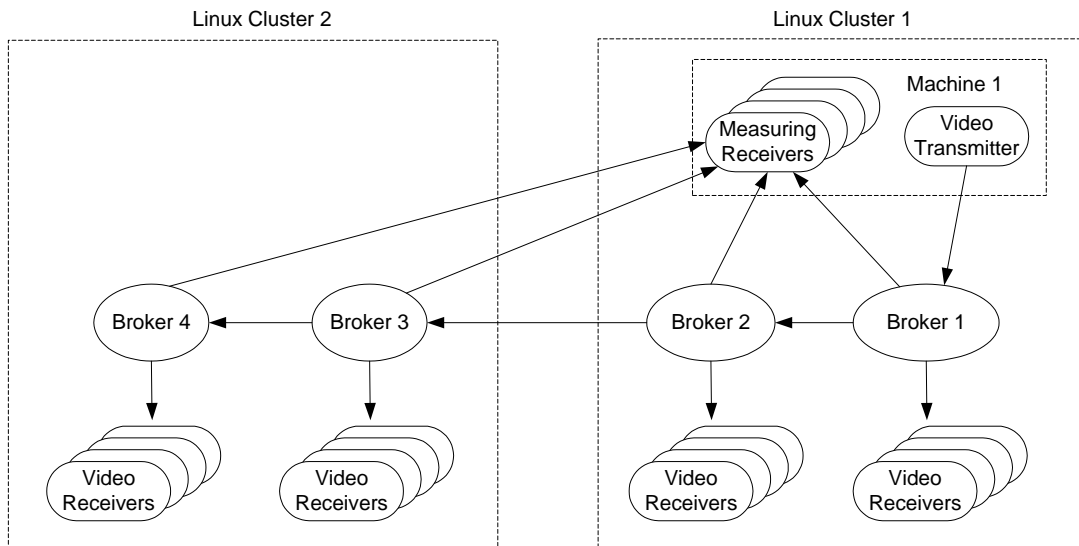 Linux Cluster 2
Linux Cluster 1
Machine 1
Measuring
Receivers
Video
Transmitter
Broker 4
Broker 3
Broker 2
Broker 1
Video
Receivers
Video
Receivers
Video
Receivers
Video
Receivers